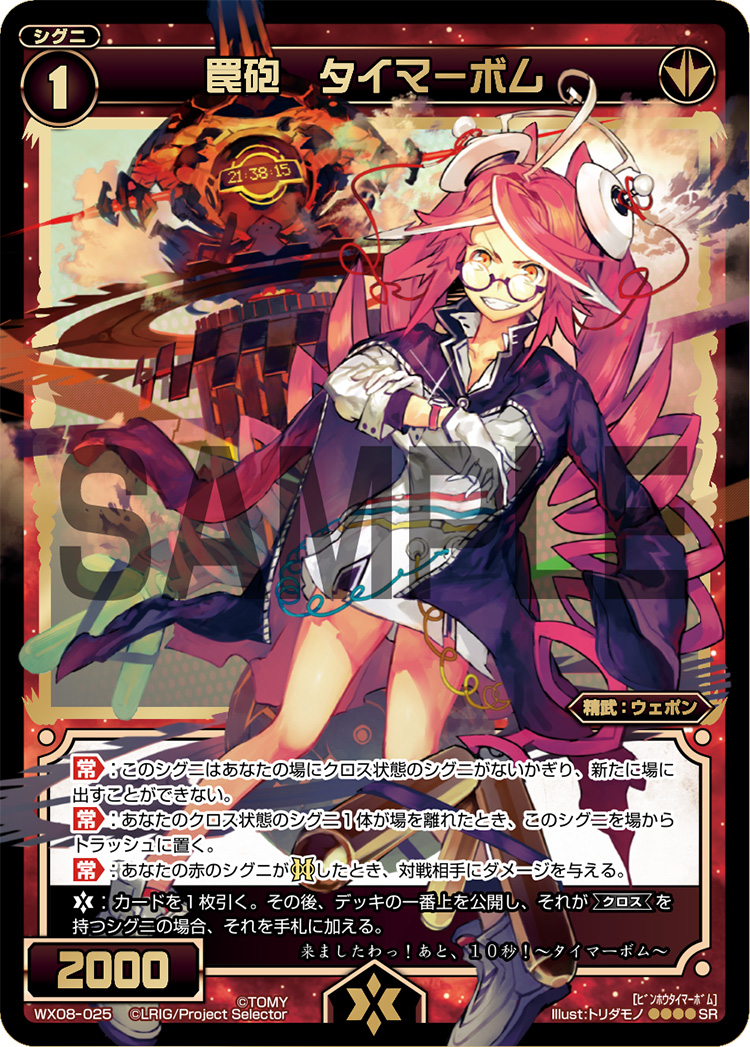 シグニ
1
罠砲 タイマーボム
21:38:15
SAMPLE
精武：ウェポン
常：このシグニはあなたの場にクロス状態のシグニがないかぎり、新たに場に
出すことができない。
常：あなたのクロス状態のシグニ１体が場を離れたとき、このシグニを場から
トラッシュに置く。
常：あなたの赤のシグニがHしたとき、対戦相手にダメージを与える。
：カードを１枚引く。その後、デッキの一番上を公開し、それがクロスを
持つシグニの場合、それを手札に加える。
来ましたわっ！あと、１０秒！～タイマーボム～
2000
©TOMY
[ﾋﾞﾝﾎｳﾀｲﾏｰﾎﾞﾑ]
WX08-025 ©LRIG/Project Selector
Illust:トリダモノ SR